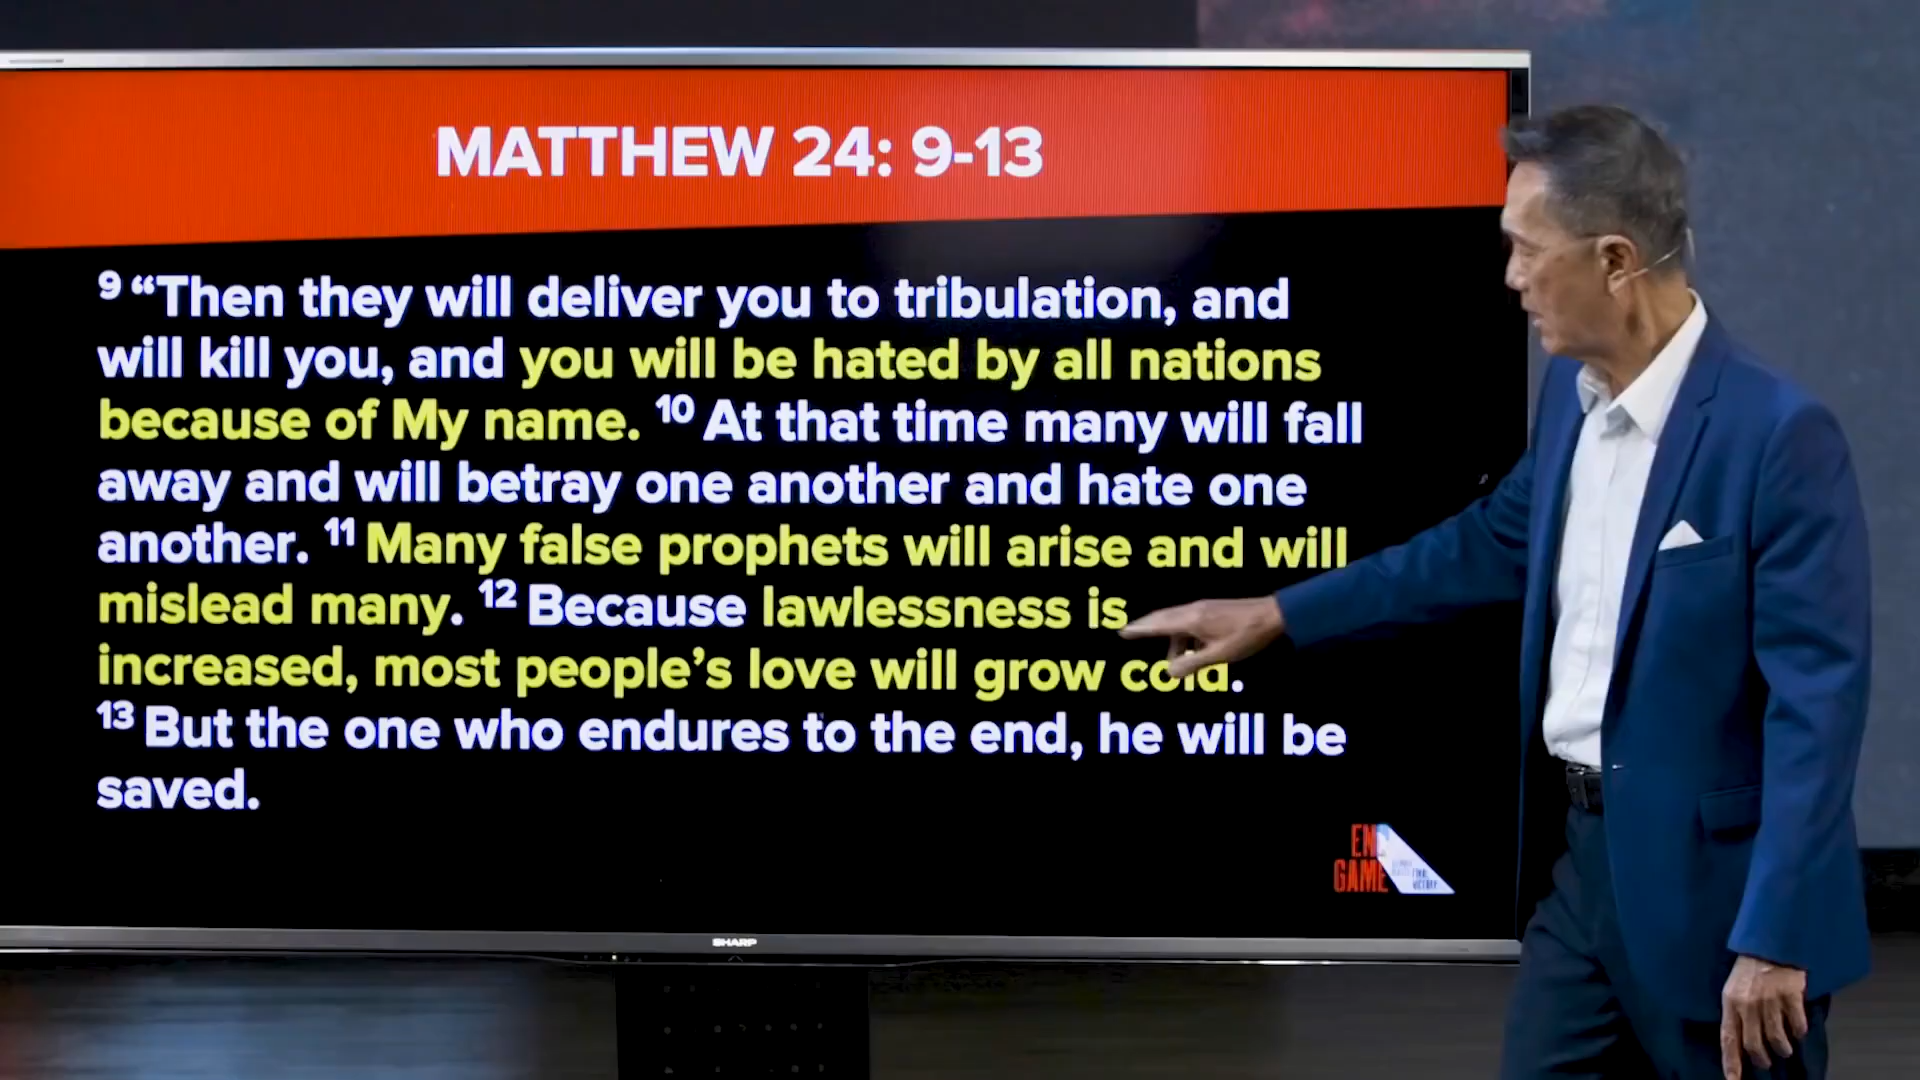 MATTHEW 24: 9-13
9 “Then they will deliver you to tribulation, and
will kill you, and you will be hated by all nations
because of My name. 10 At that time many will fall
away and will betray one another and hate one
another. 11 Many false prophets will arise and will
mislead many. 12 Because lawlessness is
increased, most people’s love will grow cold.
13 But the one who endures to the end, he will be
saved.
END
GAME
SHARP